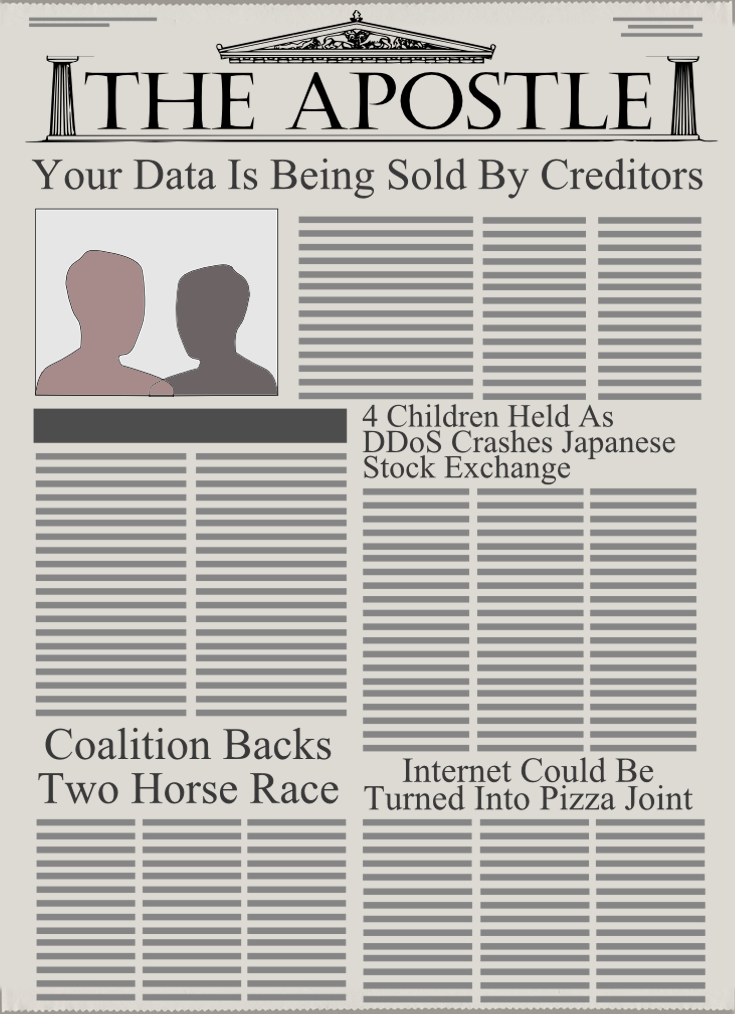 THE APOSTLE
Your Data Is Being Sold By Creditors
4 Children Held As
DDoS Crashes Japanese
Stock Exchange
Coalition Backs
Two Horse Race
Internet Could Be
Turned Into Pizza Joint